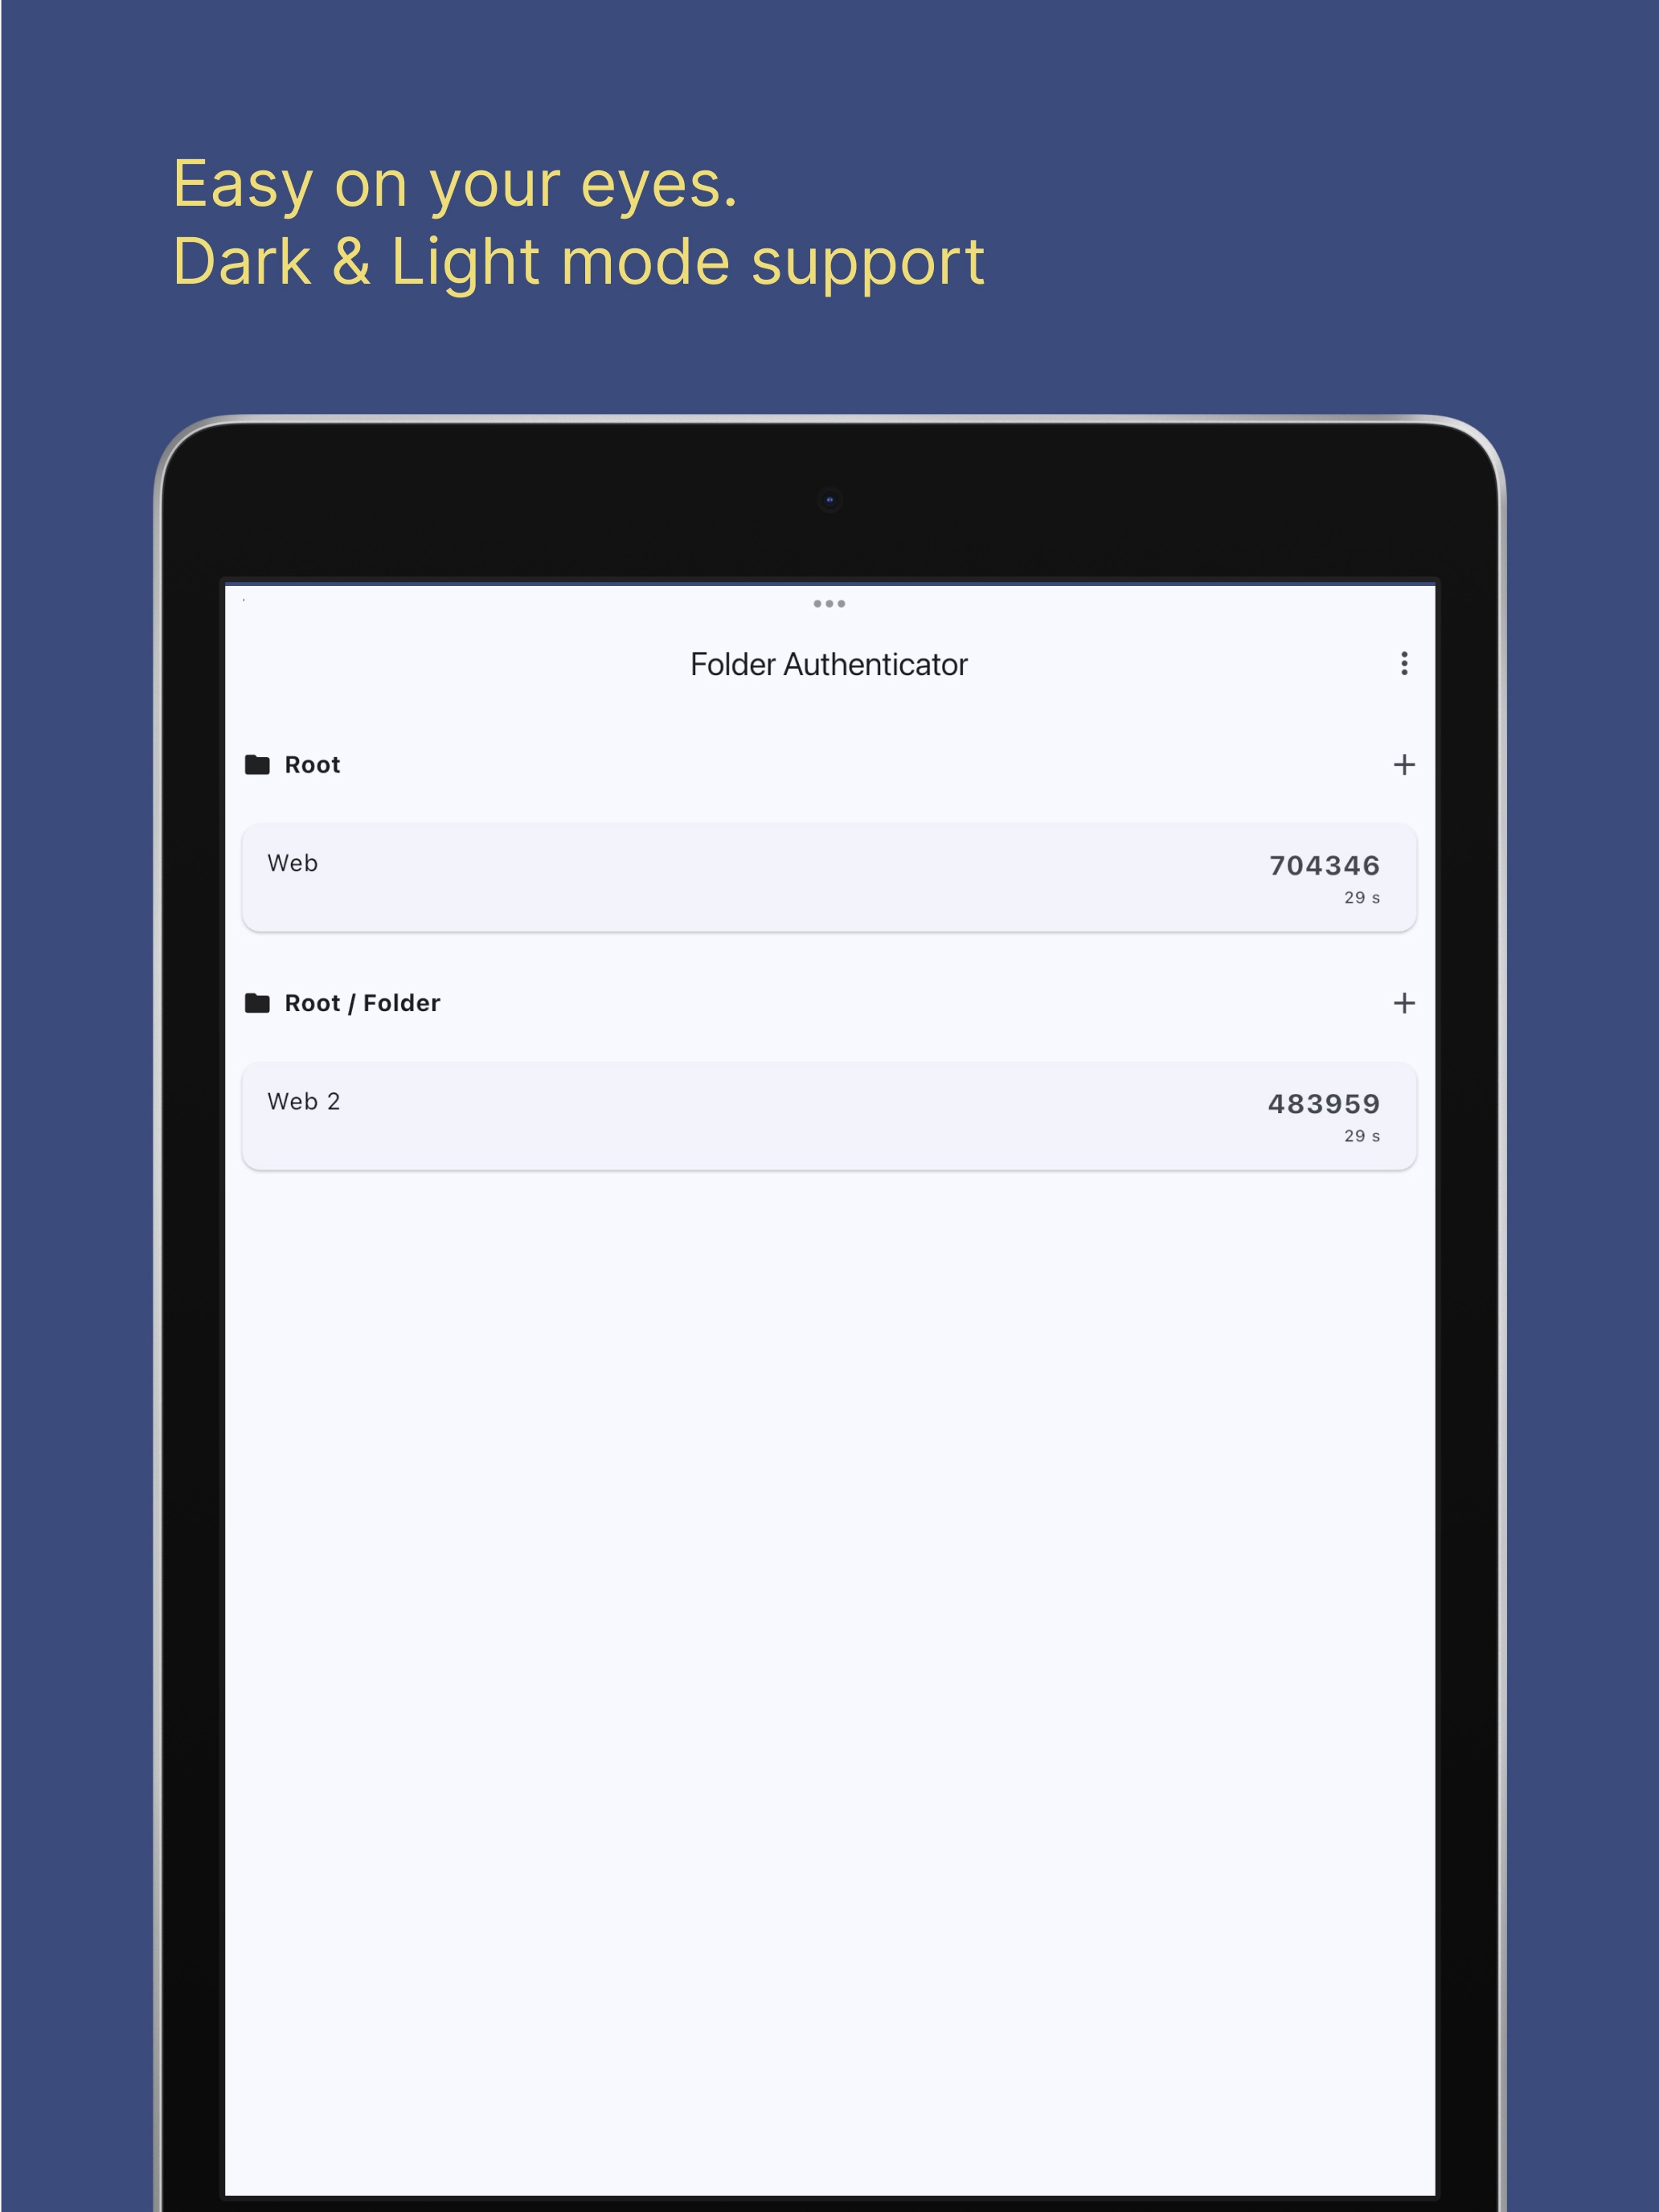 Easy on your eyes.
Dark & Light mode support
Folder Authenticator
Root
Web
704346
29 s
Root / Folder
Web 2
483959
29 s